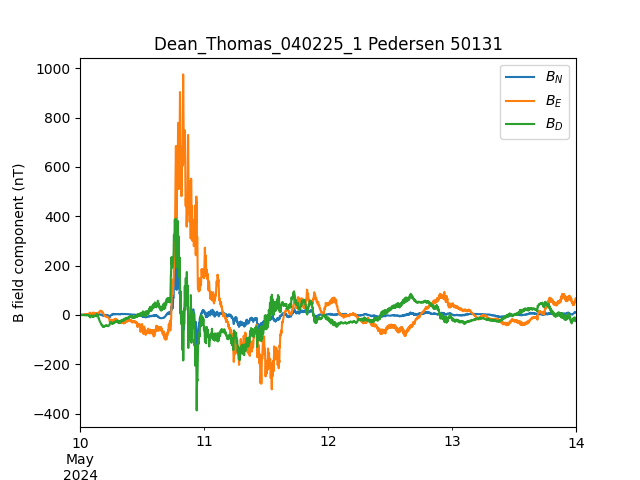 Dean_Thomas_040225_1 Pedersen 50131
B field component (nT)
1000
800
600
400
200
0
−200
−400
B_N
B_E
B_D
10
11
12
13
14
May
2024